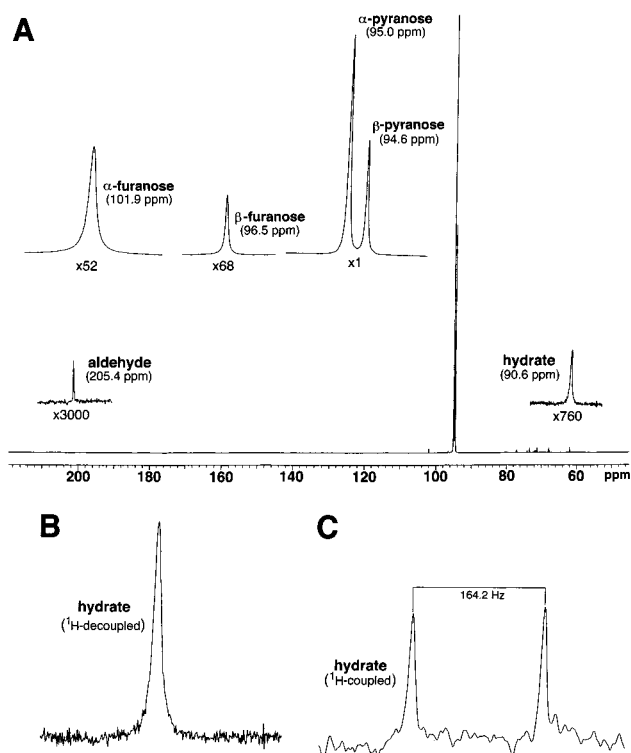 A
α-pyranose
(95.0 ppm)
β-pyranose
(94.6 ppm)
α-furanose
(101.9 ppm)
β-furanose
(96.5 ppm)
x52
x68
x1
aldehyde
(205.4 ppm)
x3000
hydrate
(90.6 ppm)
x760
200 180 160 140 120 100 80 60 ppm
B
hydrate
(¹H-decoupled)
C
164.2 Hz
hydrate
(¹H-coupled)